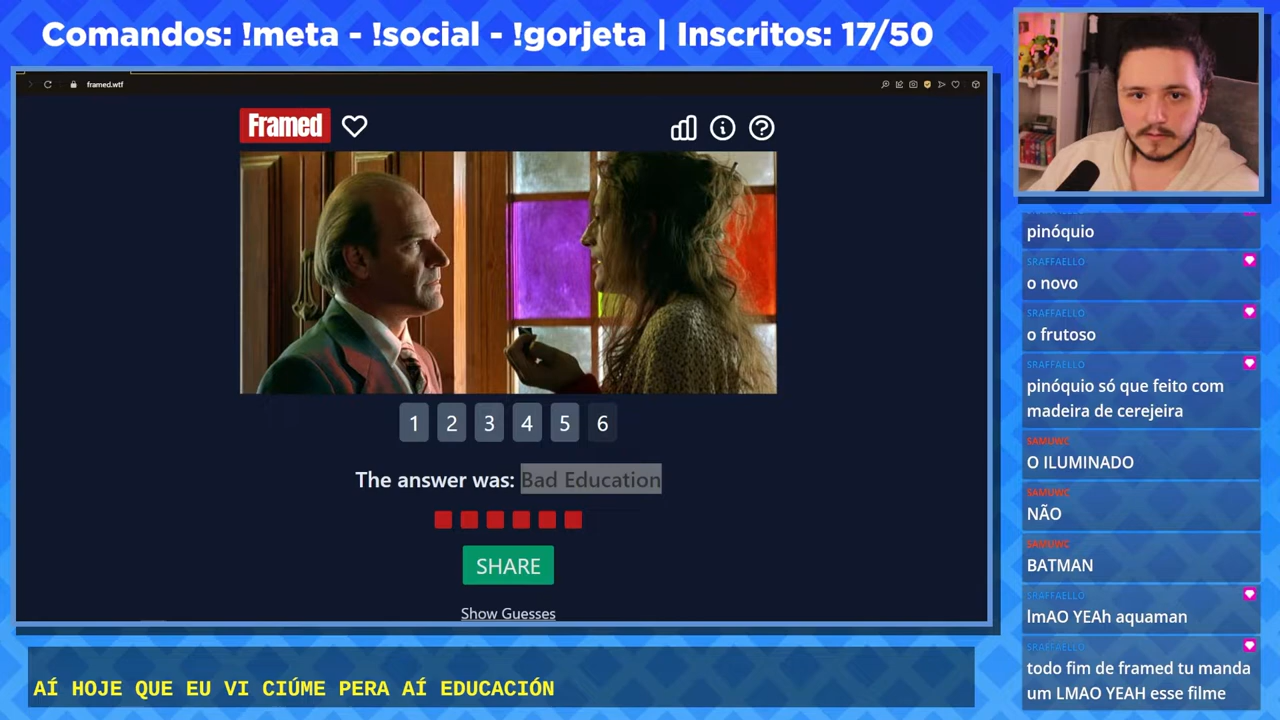 Comandos: !meta - !social - !gorjeta | Inscritos: 17/50
framed.wtf
Framed
1 2 3 4 5 6
The answer was: Bad Education
SHARE
Show Guesses
pinóquio
SRAFFAELLO
o novo
SRAFFAELLO
o frutoso
SRAFFAELLO
pinóquio só que feito com
madeira de cerejeira
SAMUWC
O ILUMINADO
SAMUWC
NÃO
SAMUWC
BATMAN
SRAFFAELLO
lmAO YEAh aquaman
SRAFFAELLO
todo fim de framed tu manda
um LMAO YEAH esse filme
AÍ HOJE QUE EU VI CIÚME PERA AÍ EDUCACIÓN